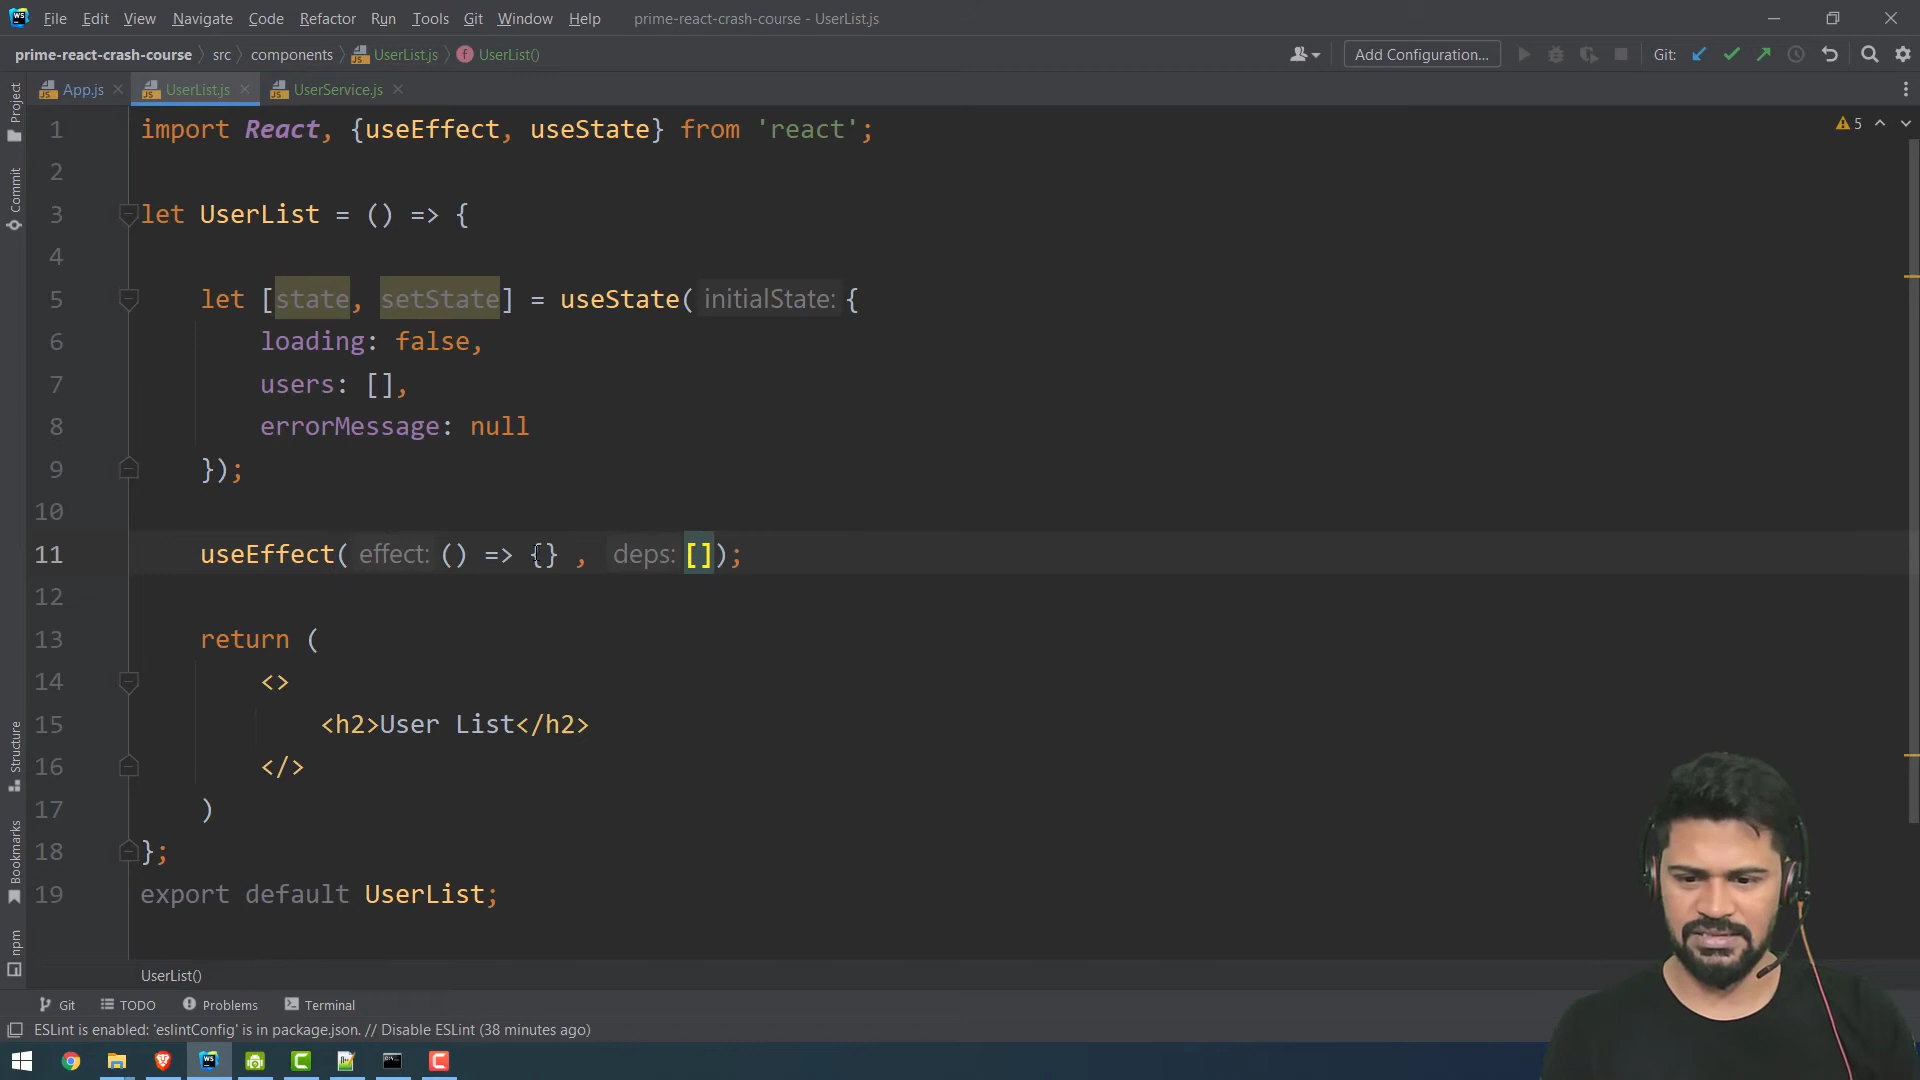 File Edit View Navigate Code Refactor Run Tools Git Window Help prime-react-crash-course - UserList.js
prime-react-crash-course src components UserList.js UserList() Add Configuration... Git:
App.js UserList.js UserService.js
1 import React, {useEffect, useState} from 'react';
2
3 let UserList = () => {
4
5 let [state, setState] = useState( initialState: {
6 loading: false,
7 users: [],
8 errorMessage: null
9 });
10
11 useEffect( effect: () => {} , deps: []);
12
13 return (
14 <>
15 <h2>User List</h2>
16 </>
17 )
18 };
19 export default UserList;
5
Project
Commit
Structure
Bookmarks
npm
UserList()
Git TODO Problems Terminal
ESLint is enabled: 'eslintConfig' is in package.json. // Disable ESLint (38 minutes ago)